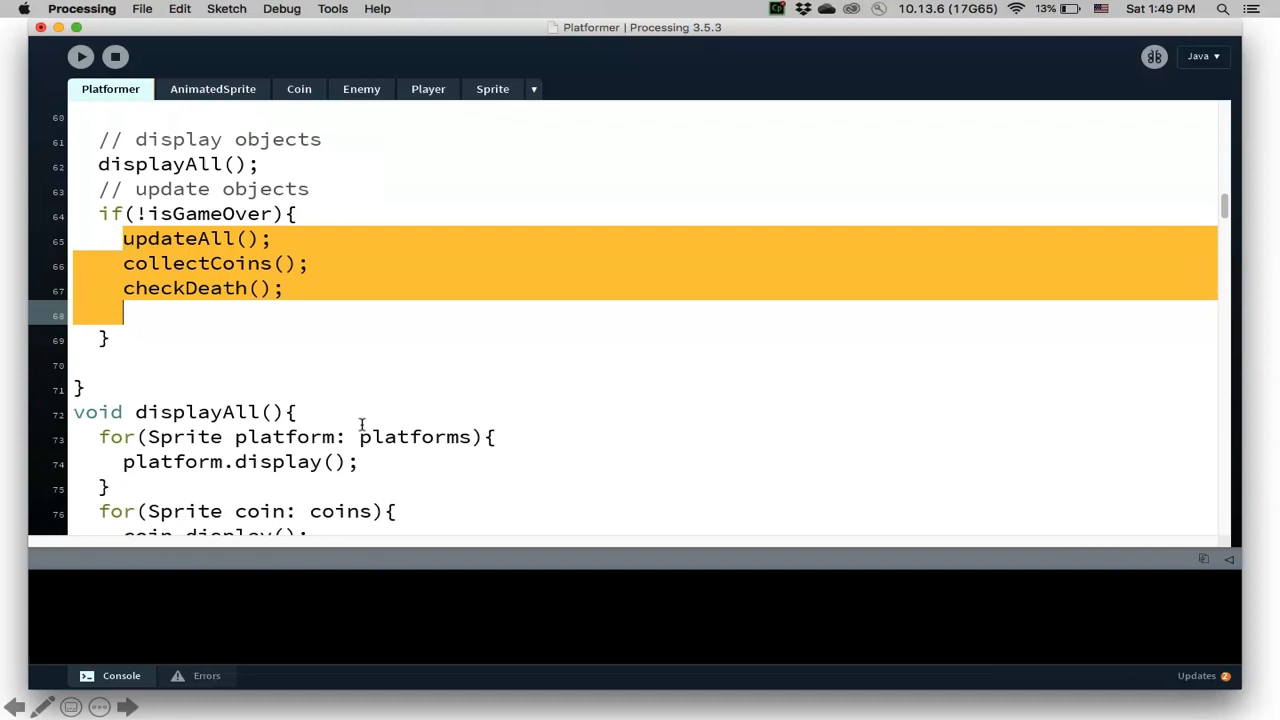 Processing File Edit Sketch Debug Tools Help 10.13.6 (17G65) 13% Sat 1:49 PM
Platformer | Processing 3.5.3
Java ▾
Platformer AnimatedSprite Coin Enemy Player Sprite ▾
60
61 // display objects
62 displayAll();
63 // update objects
64 if(!isGameOver){
65 updateAll();
66 collectCoins();
67 checkDeath();
68
69 }
70
71 }
72 void displayAll(){
73 for(Sprite platform: platforms){
74 platform.display();
75 }
76 for(Sprite coin: coins){
coin.display();
Console Errors Updates 2